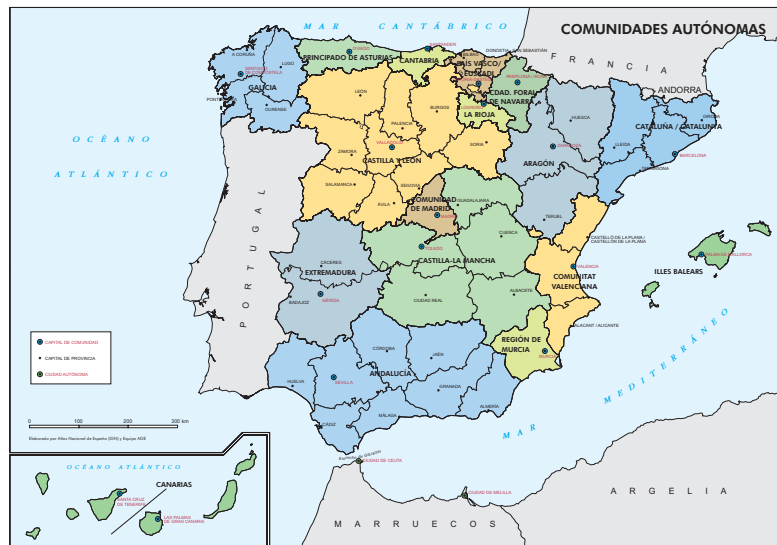 COMUNIDADES AUTÓNOMAS
MAR CANTÁBRICO
FRANCIA
ANDORRA
OCÉANO
ATLÁNTICO
PORTUGAL
A CORUÑA
LUGO
SANTIAGO
DE COMPOSTELA
GALICIA
OURENSE
OVIEDO
PRINCIPADO DE ASTURIAS
SANTANDER
CANTABRIA
BILBAO
DONOSTIA / SAN SEBASTIÁN
PAÍS VASCO/
EUSKADI
CDAD. FORAL
DE NAVARRA
LOGROÑO
LA RIOJA
LEÓN
PALENCIA
BURGOS
VALLADOLID
ZAMORA
SORIA
CASTILLA Y LEÓN
SALAMANCA
SEGOVIA
ÁVILA
HUESCA
ZARAGOZA
ARAGÓN
TERUEL
CATALUÑA / CATALUNYA
GIRONA
LLEIDA
BARCELONA
COMUNIDAD
DE MADRID
GUADALAJARA
CUENCA
TOLEDO
CASTILLA-LA MANCHA
CIUDAD REAL
ALBACETE
CÁCERES
EXTREMADURA
BADAJOZ
MÉRIDA
CASTELLÓ DE LA PLANA /
CASTELLÓN DE LA PLANA
VALENCIA
COMUNITAT
VALENCIANA
ALACANT / ALICANTE
ILLES BALEARS
PALMA DE MALLORCA
REGIÓN DE
MURCIA
MURCIA
CÓRDOBA
JAÉN
ANDALUCÍA
HUELVA
SEVILLA
GRANADA
ALMERÍA
MÁLAGA
CÁDIZ
MAR MEDITERRÁNEO
CIUDAD DE CEUTA
CIUDAD DE MELILLA
MARRUECOS
ARGELIA
CAPITAL DE COMUNIDAD
CAPITAL DE PROVINCIA
CIUDAD AUTÓNOMA
0 100 200 300 km
Elaborado por Atlas Nacional de España (IGN) y Equipo AGE
OCÉANO ATLÁNTICO
CANARIAS
SANTA CRUZ
DE TENERIFE
LAS PALMAS
DE GRAN CANARIA